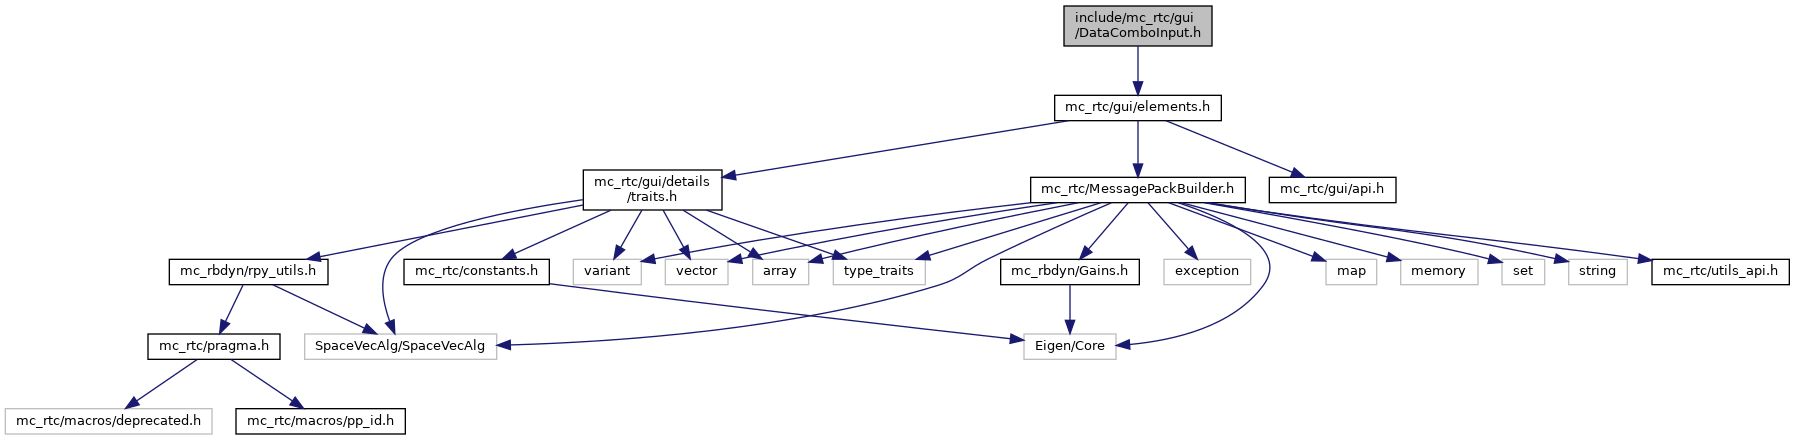 include/mc_rtc/gui
/DataComboInput.h
mc_rtc/gui/elements.h
mc_rtc/gui/details
/traits.h
mc_rtc/MessagePackBuilder.h
mc_rtc/gui/api.h
mc_rbdyn/rpy_utils.h
mc_rtc/constants.h
variant
vector
array
type_traits
mc_rbdyn/Gains.h
exception
map
memory
set
string
mc_rtc/utils_api.h
mc_rtc/pragma.h
SpaceVecAlg/SpaceVecAlg
Eigen/Core
mc_rtc/macros/deprecated.h
mc_rtc/macros/pp_id.h